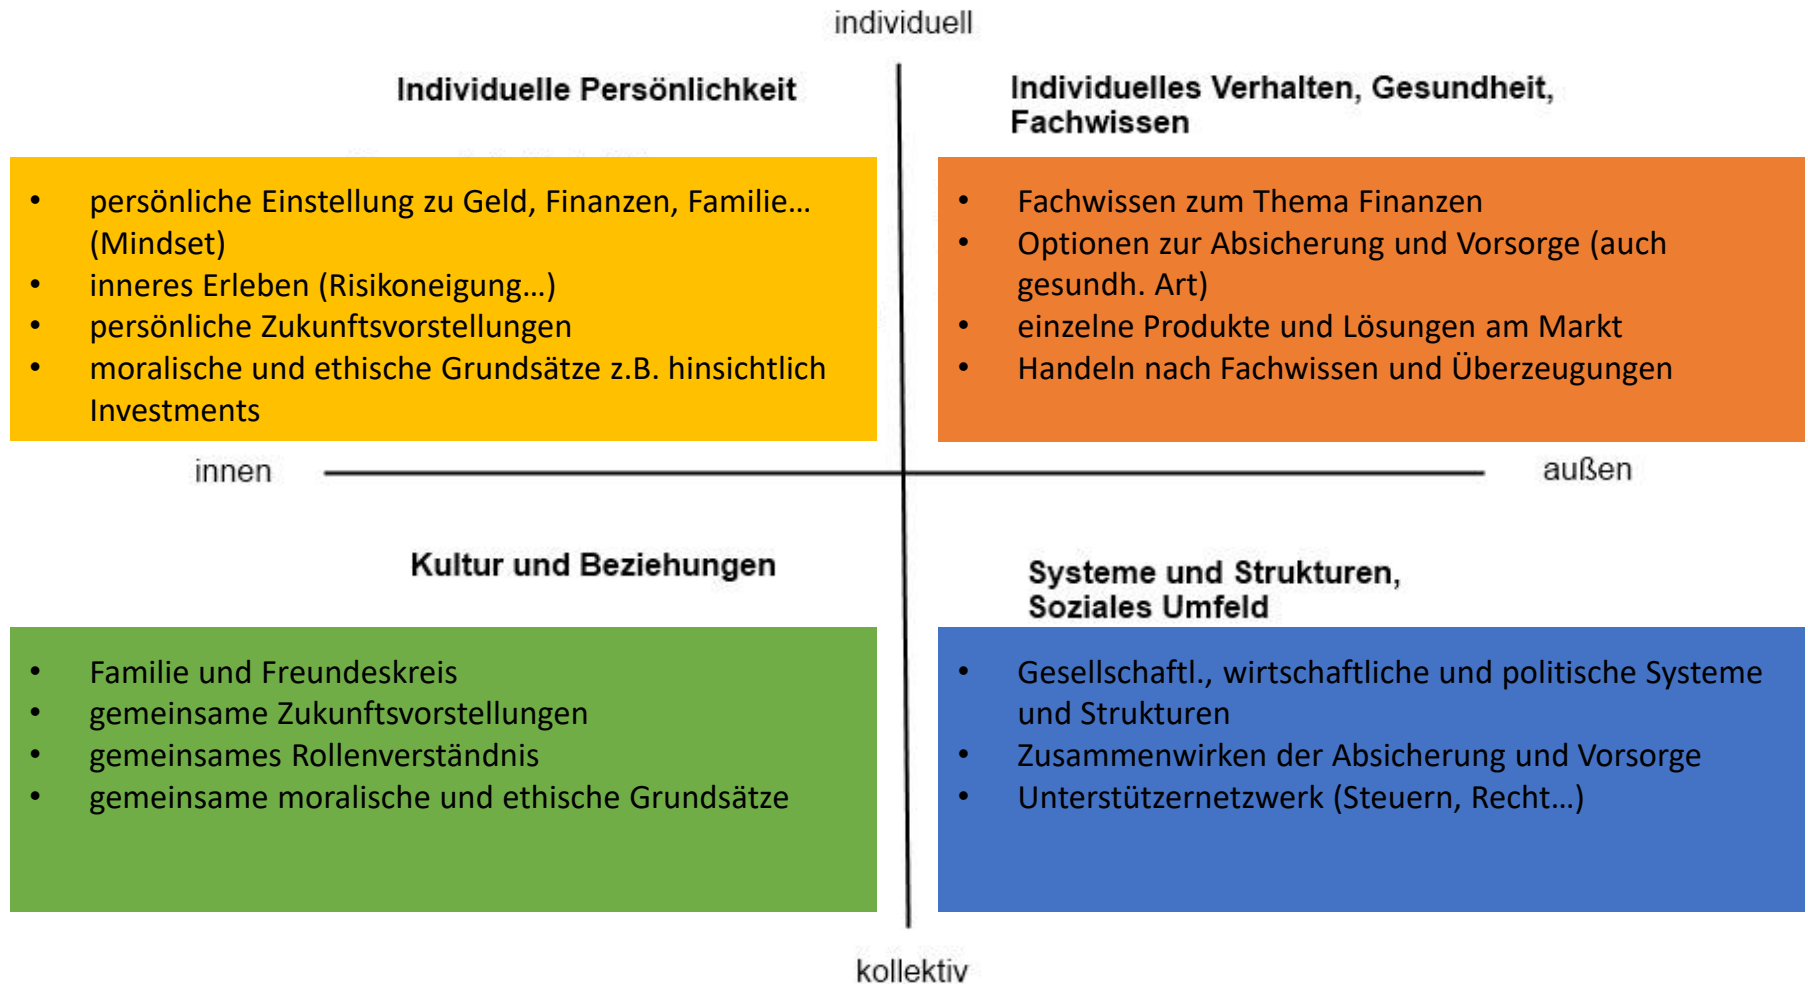 individuell
Individuelle Persönlichkeit
• persönliche Einstellung zu Geld, Finanzen, Familie…
(Mindset)
• inneres Erleben (Risikoneigung…)
• persönliche Zukunftsvorstellungen
• moralische und ethische Grundsätze z.B. hinsichtlich
Investments
Individuelles Verhalten, Gesundheit,
Fachwissen
• Fachwissen zum Thema Finanzen
• Optionen zur Absicherung und Vorsorge (auch
gesundh. Art)
• einzelne Produkte und Lösungen am Markt
• Handeln nach Fachwissen und Überzeugungen
innen
außen
Kultur und Beziehungen
• Familie und Freundeskreis
• gemeinsame Zukunftsvorstellungen
• gemeinsames Rollenverständnis
• gemeinsame moralische und ethische Grundsätze
Systeme und Strukturen,
Soziales Umfeld
• Gesellschaftl., wirtschaftliche und politische Systeme
und Strukturen
• Zusammenwirken der Absicherung und Vorsorge
• Unterstützernetzwerk (Steuern, Recht…)
kollektiv